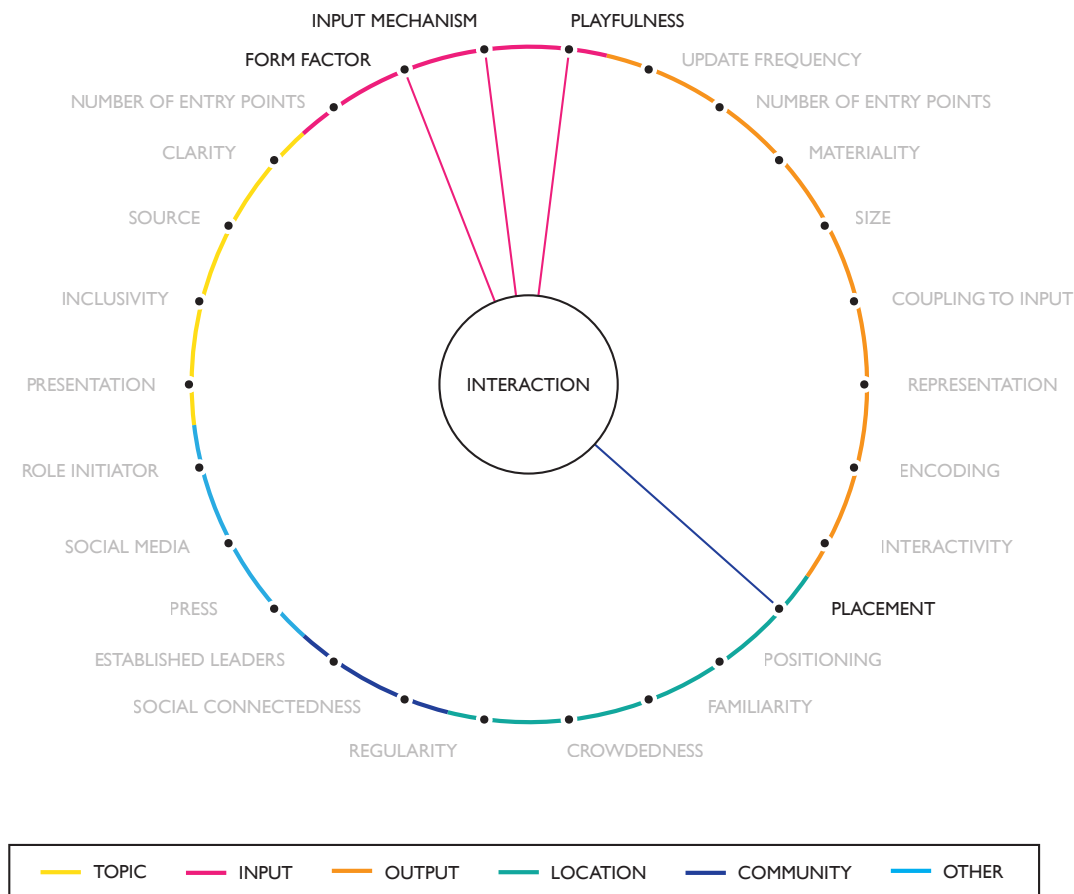 INPUT MECHANISM
PLAYFULNESS
FORM FACTOR
UPDATE FREQUENCY
NUMBER OF ENTRY POINTS
NUMBER OF ENTRY POINTS
CLARITY
MATERIALITY
SOURCE
SIZE
INCLUSIVITY
COUPLING TO INPUT
PRESENTATION
INTERACTION
REPRESENTATION
ROLE INITIATOR
ENCODING
SOCIAL MEDIA
INTERACTIVITY
PRESS
PLACEMENT
ESTABLISHED LEADERS
POSITIONING
SOCIAL CONNECTEDNESS
FAMILIARITY
REGULARITY
CROWDEDNESS
TOPIC
INPUT
OUTPUT
LOCATION
COMMUNITY
OTHER